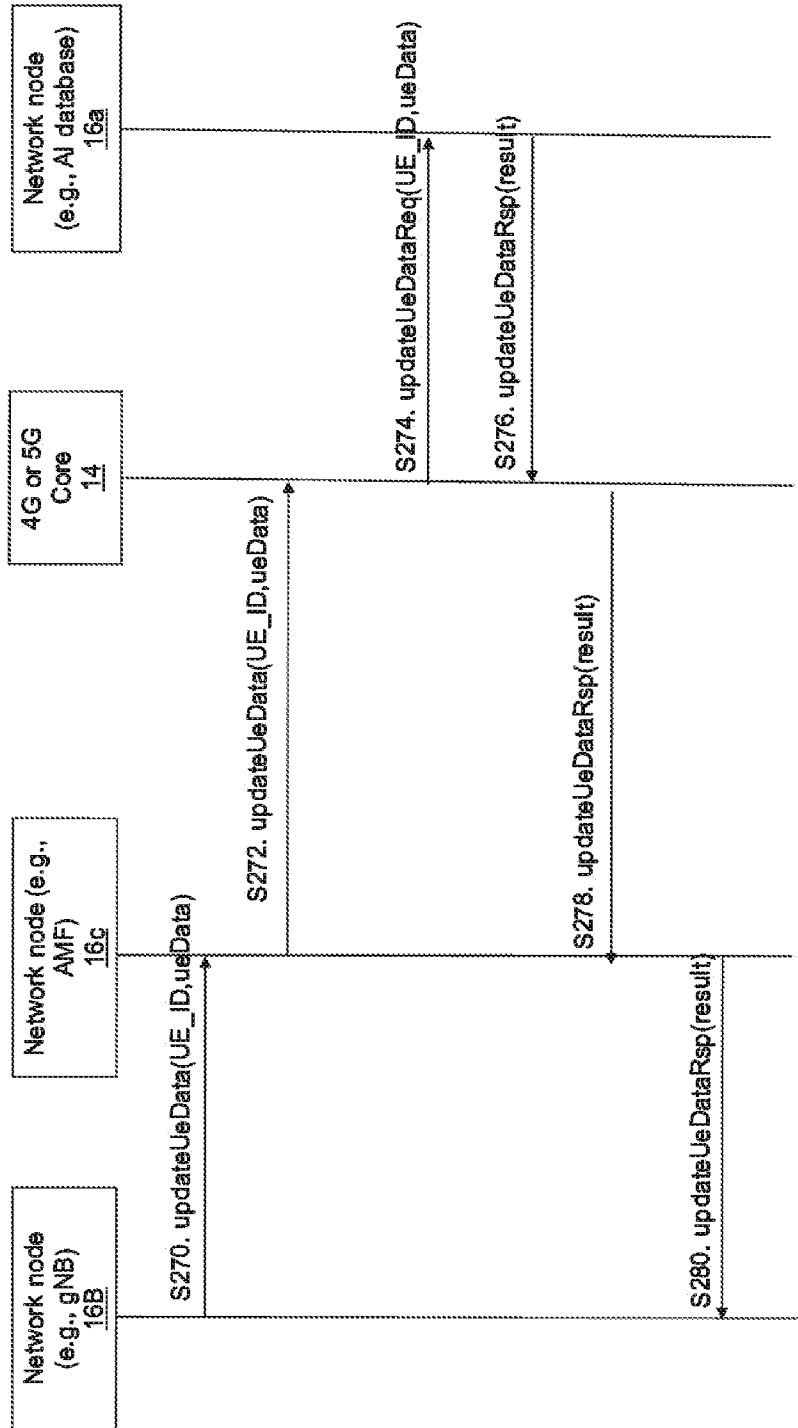 Network node
(e.g., gNB)
16B
Network node (e.g.,
AMF)
16c
4G or 5G
Core
14
Network node
(e.g., AI database)
16a
S270. updateUeData(UE_ID,ueData)
S272. updateUeData(UE_ID,ueData)
S274. updateUeDataReq(UE_ID,ueData)
S276. updateUeDataRsp(result)
S278. updateUeDataRsp(result)
S280. updateUeDataRsp(result)